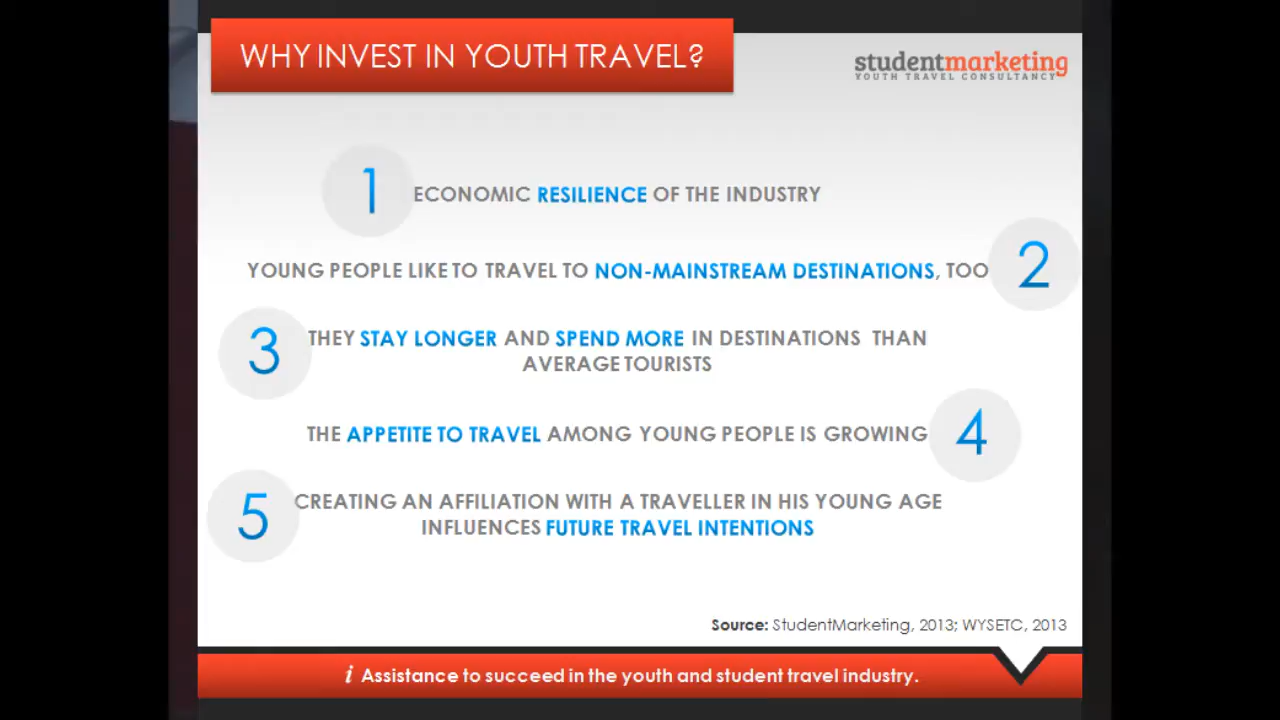 WHY INVEST IN YOUTH TRAVEL?
studentmarketing
YOUTH TRAVEL CONSULTANCY
1
ECONOMIC RESILIENCE OF THE INDUSTRY
YOUNG PEOPLE LIKE TO TRAVEL TO NON-MAINSTREAM DESTINATIONS, TOO
2
3
THEY STAY LONGER AND SPEND MORE IN DESTINATIONS THAN
AVERAGE TOURISTS
THE APPETITE TO TRAVEL AMONG YOUNG PEOPLE IS GROWING
4
5
CREATING AN AFFILIATION WITH A TRAVELLER IN HIS YOUNG AGE
INFLUENCES FUTURE TRAVEL INTENTIONS
Source: StudentMarketing, 2013; WYSETC, 2013
i Assistance to succeed in the youth and student travel industry.